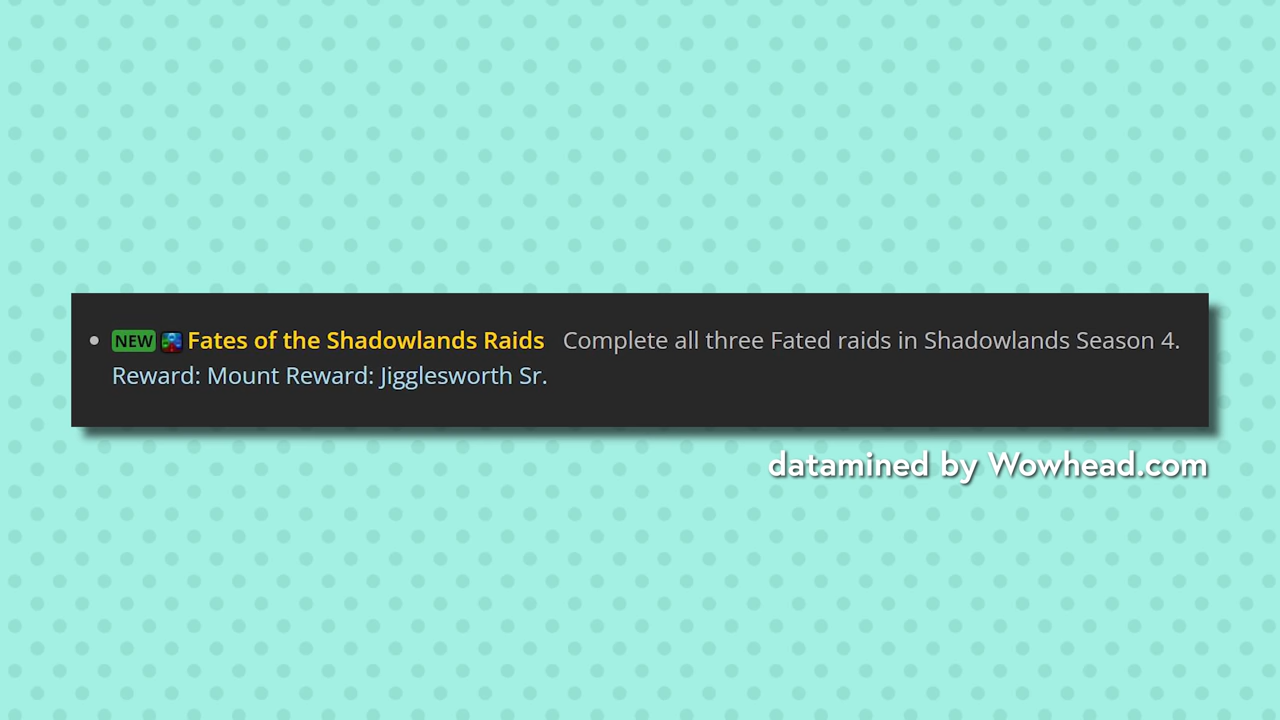 NEW Fates of the Shadowlands Raids Complete all three Fated raids in Shadowlands Season 4.
Reward: Mount Reward: Jigglesworth Sr.
datamined by Wowhead.com